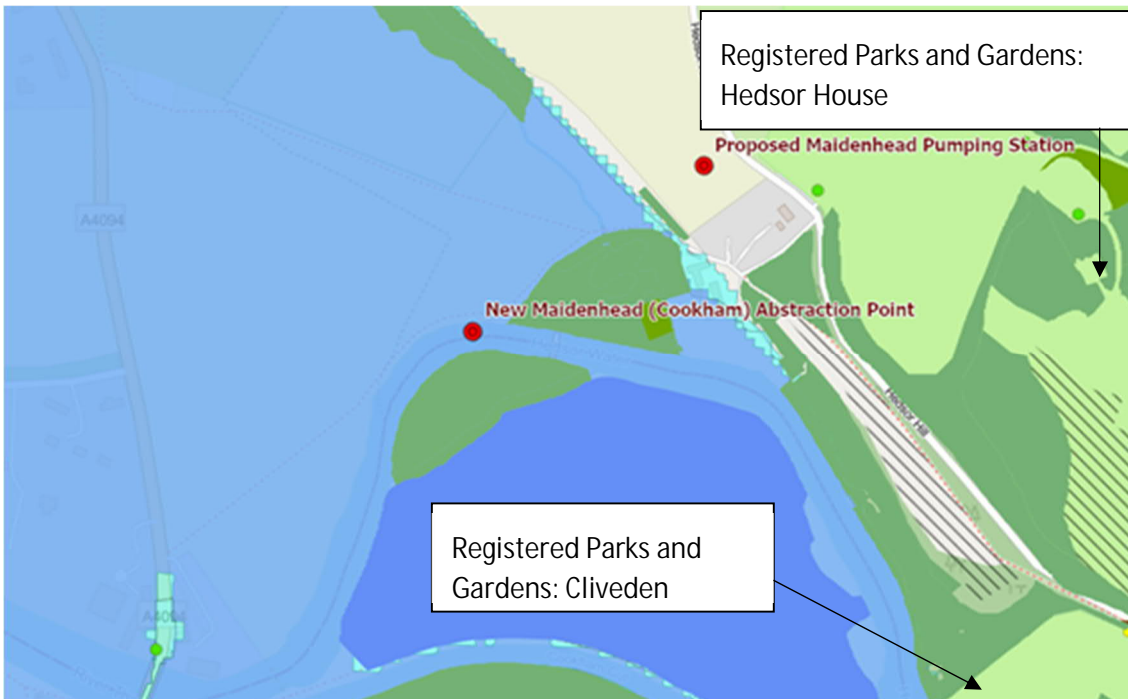 Registered Parks and Gardens:
Hedsor House
Proposed Maidenhead Pumping Station
A4094
New Maidenhead (Cookham) Abstraction Point
Hedsor Hill
Registered Parks and
Gardens: Cliveden
A4094